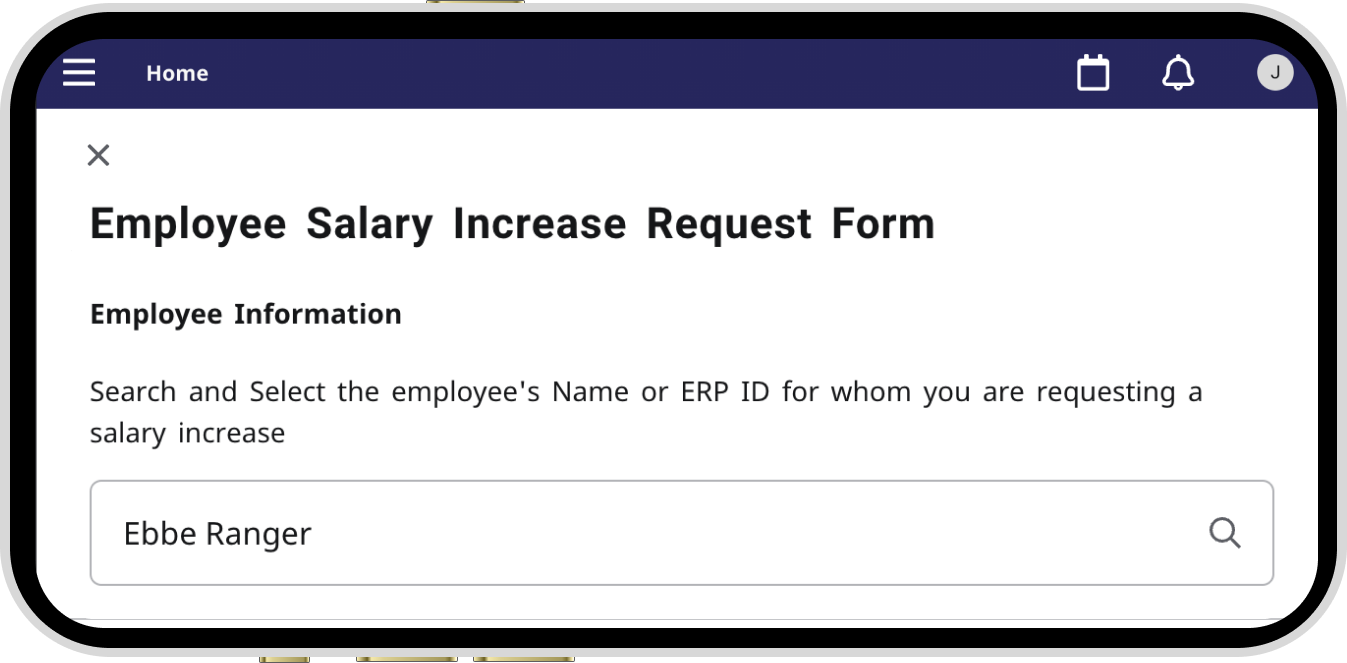 Home
J
Employee Salary Increase Request Form
Employee Information
Search and Select the employee's Name or ERP ID for whom you are requesting a
salary increase
Ebbe Ranger